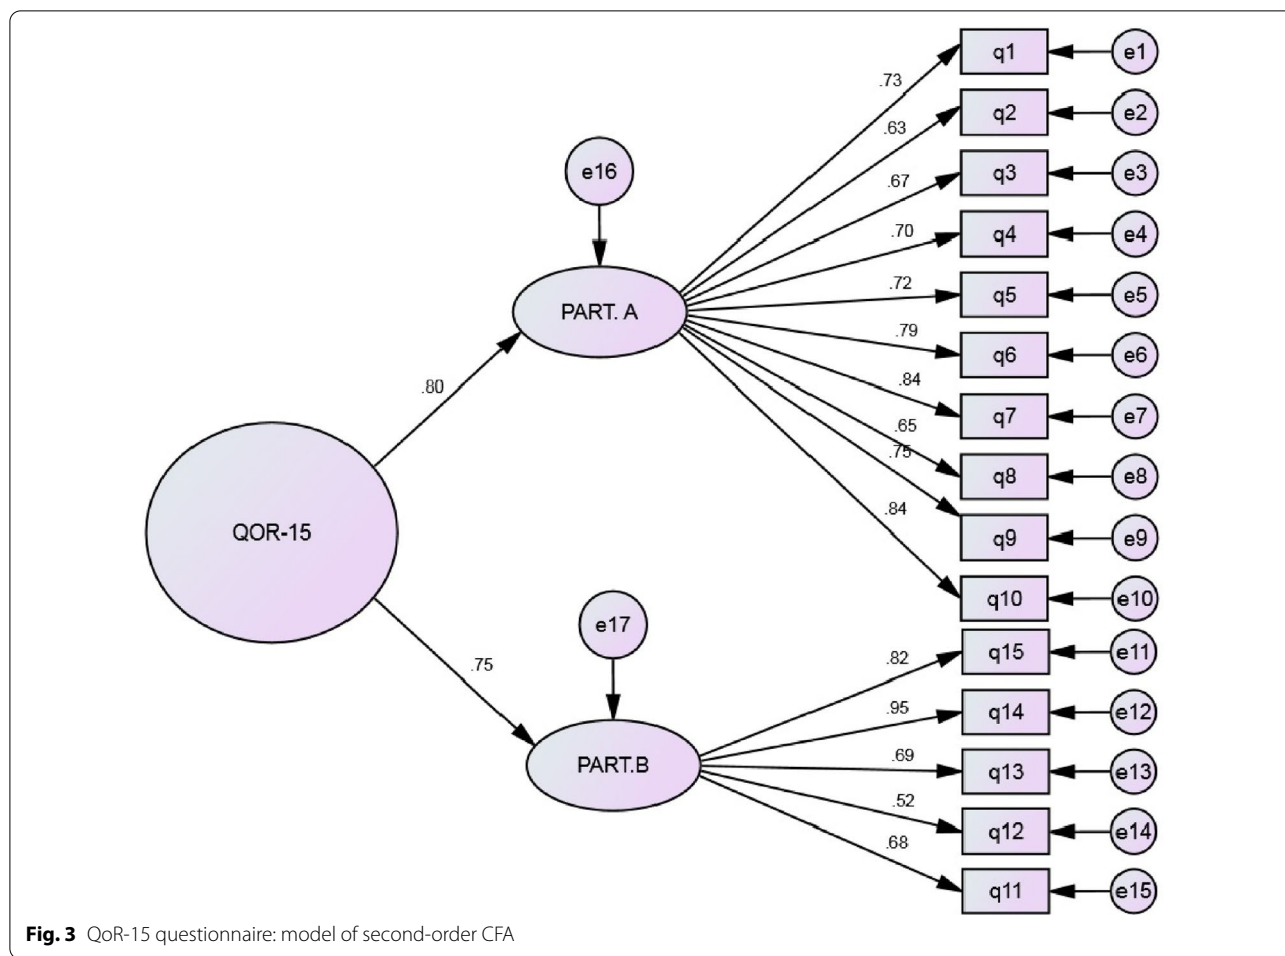 q1 e1
.73
q2 e2
.63
e16
q3 e3
.67
q4 e4
.70
q5 e5
.72
PART. A
q6 e6
.79
.80
q7 e7
.84
.65
.75
q8 e8
.84
QOR-15
q9 e9
q10 e10
e17
q15 e11
.82
.75
q14 e12
.95
.69
PART.B
q13 e13
.52
q12 e14
.68
q11 e15
Fig. 3 QoR-15 questionnaire: model of second-order CFA